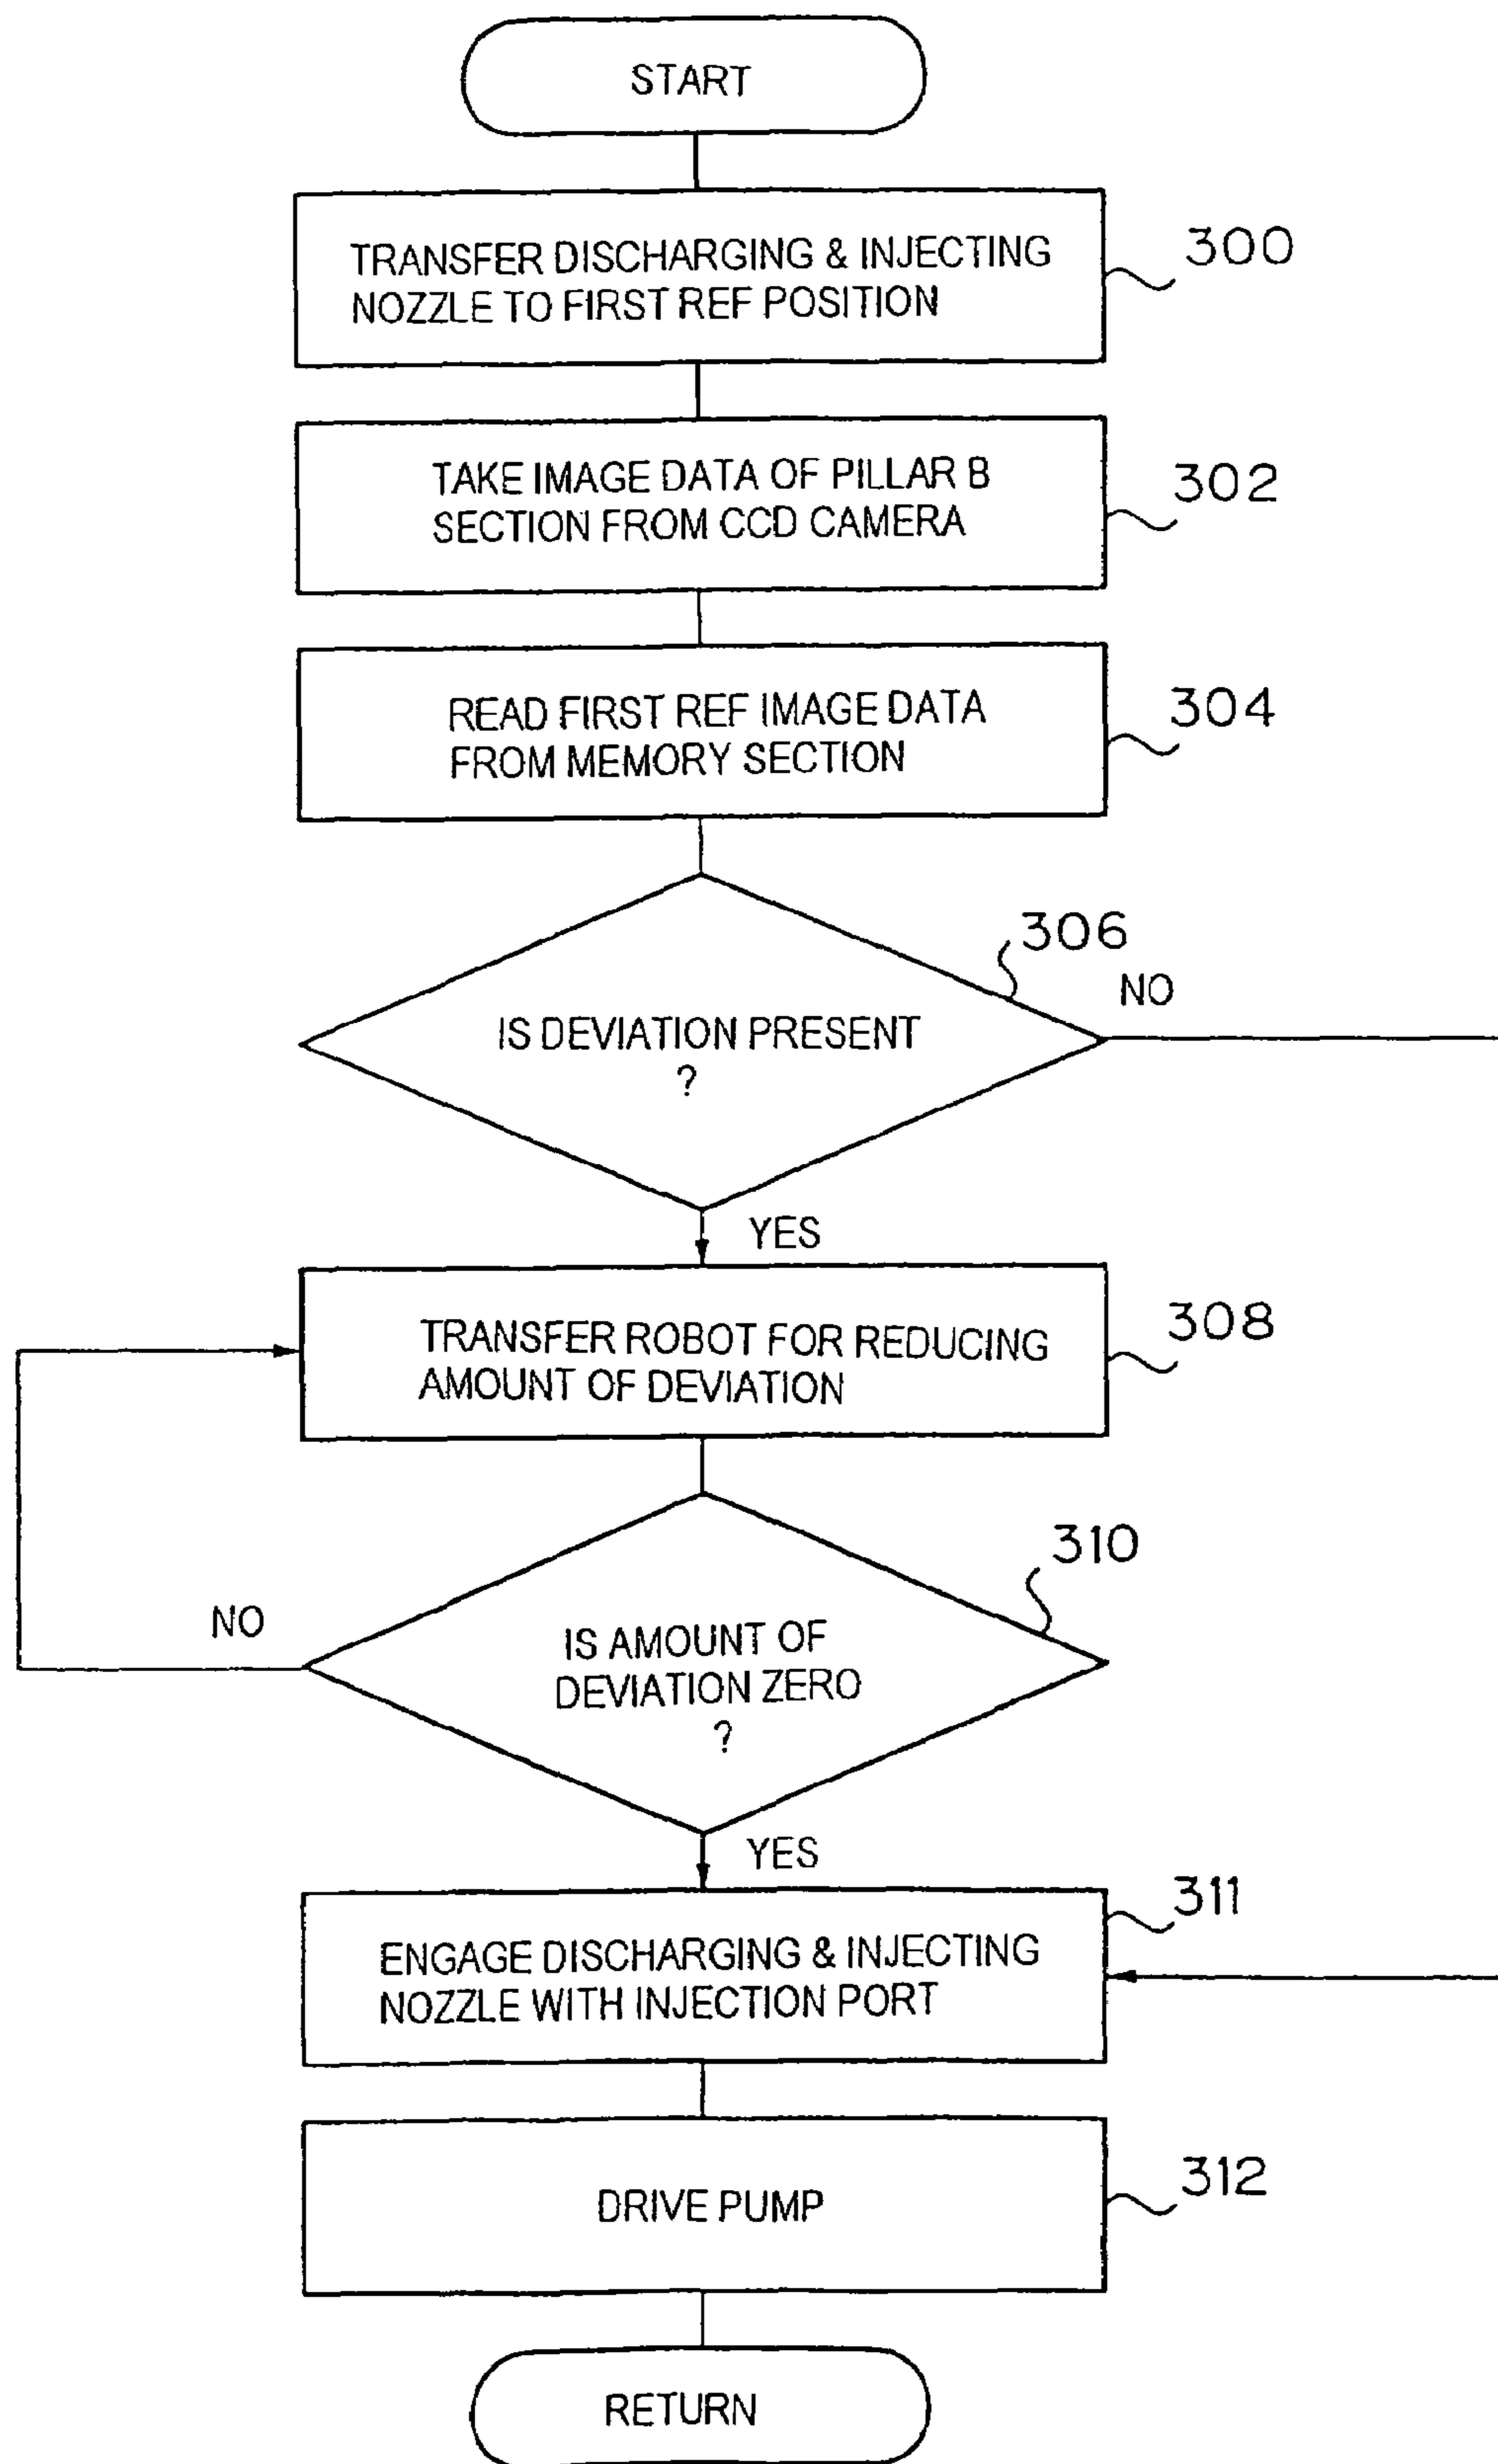 START
TRANSFER DISCHARGING & INJECTING
NOZZLE TO FIRST REF POSITION
300
TAKE IMAGE DATA OF PILLAR B
SECTION FROM CCD CAMERA
302
READ FIRST REF IMAGE DATA
FROM MEMORY SECTION
304
306
NO
IS DEVIATION PRESENT
?
YES
TRANSFER ROBOT FOR REDUCING
AMOUNT OF DEVIATION
308
310
NO
IS AMOUNT OF
DEVIATION ZERO
?
YES
311
ENGAGE DISCHARGING & INJECTING
NOZZLE WITH INJECTION PORT
312
DRIVE PUMP
RETURN